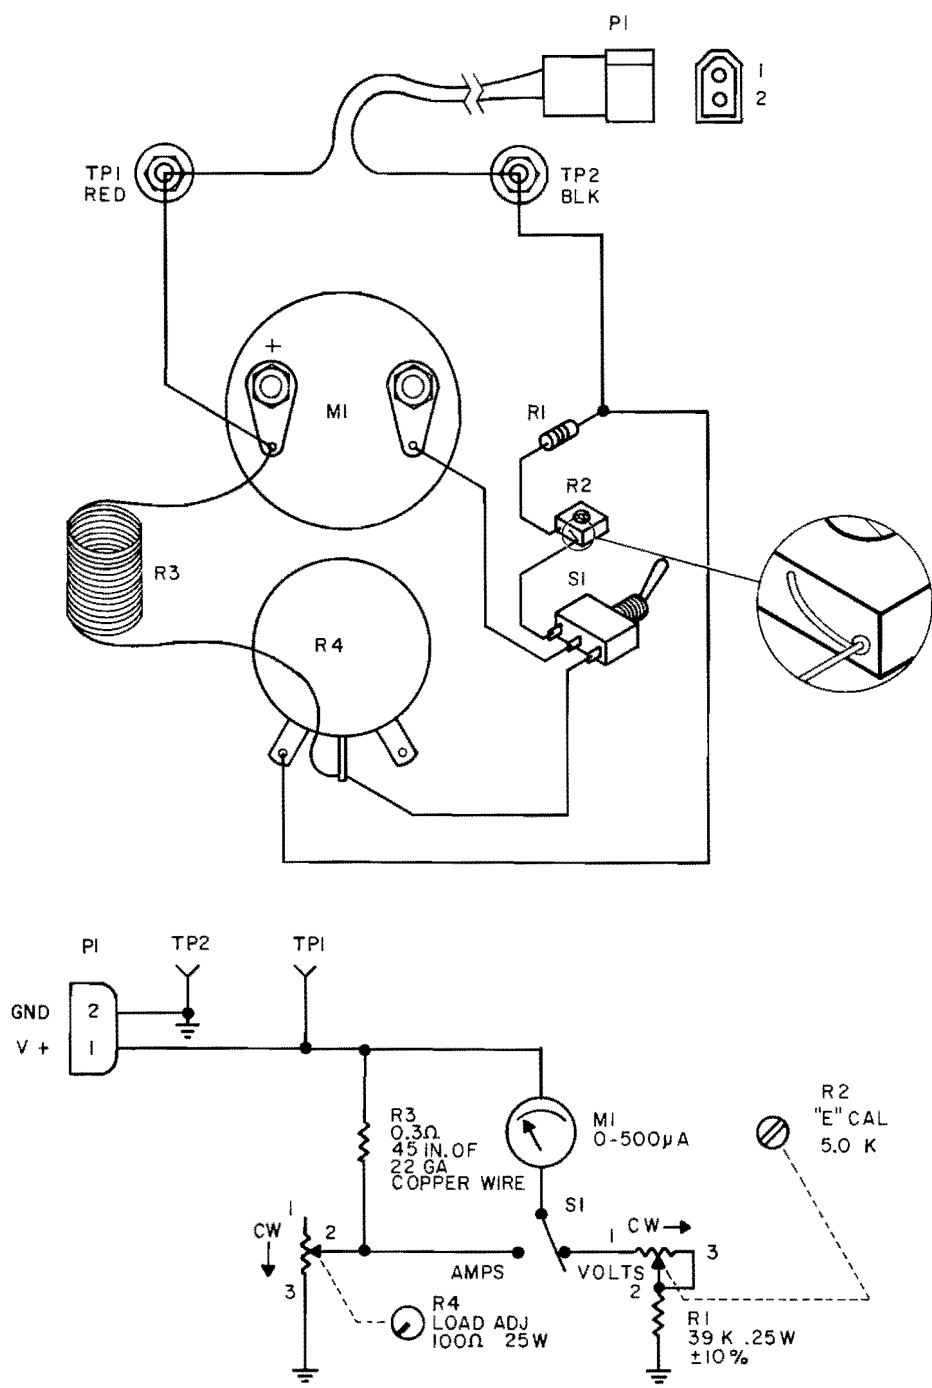 P1
1
2
TP1
RED
TP2
BLK
+
M1
R1
R2
R3
S1
R4
P1
TP2
TP1
GND
2
V +
1
R3
0.3Ω
45 IN. OF
22 GA
COPPER WIRE
M1
0-500µA
R2
"E" CAL
5.0 K
S1
1
CW
2
3
CW
1
3
2
AMPS
VOLTS
R4
LOAD ADJ
100Ω 25W
R1
39 K .25W
±10%